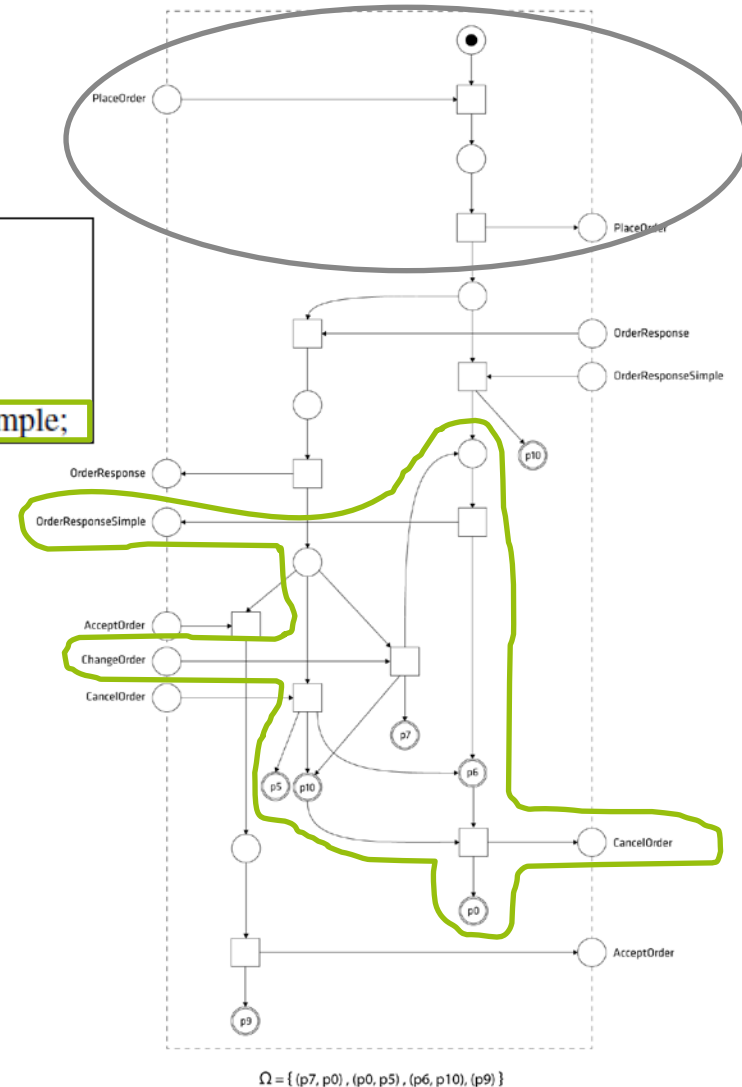 PlaceOrder
PlaceOrder
mple;
OrderResponse
OrderResponseSimple
p10
OrderResponse
OrderResponseSimple
AcceptOrder
ChangeOrder
CancelOrder
p7
p6
p5
p10
CancelOrder
p0
AcceptOrder
p9
Ω = { (p7, p0) , (p0, p5) , (p6, p10), (p9) }